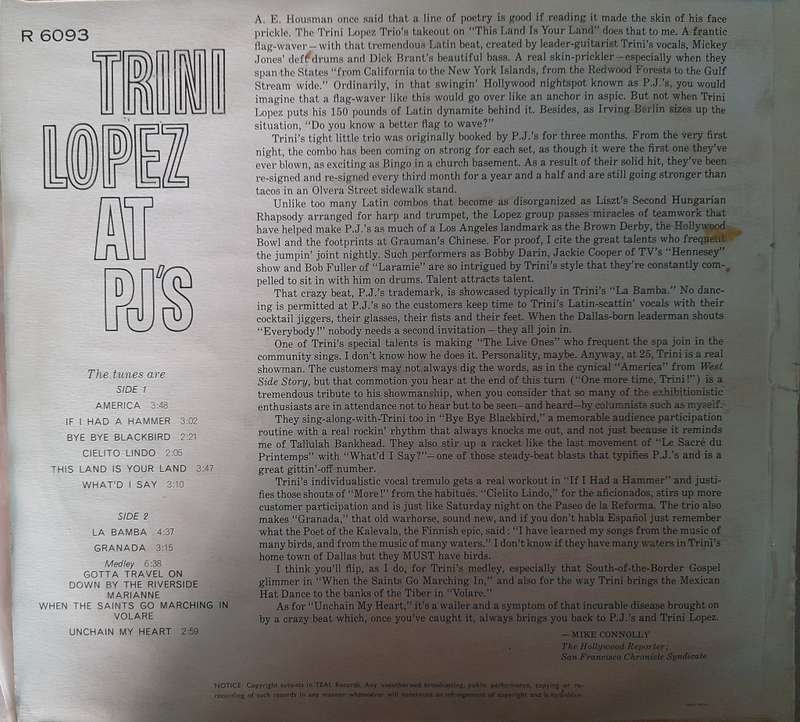 R 6093
TRINI
LOPEZ
AT
PJ'S
The tunes are
SIDE 1
AMERICA 3:48
IF I HAD A HAMMER 3:02
BYE BYE BLACKBIRD 2:21
CIELITO LINDO 2:05
THIS LAND IS YOUR LAND 3:47
WHAT'D I SAY 3:10
SIDE 2
LA BAMBA 4:37
GRANADA 3:15
Medley 6:38
GOTTA TRAVEL ON
DOWN BY THE RIVERSIDE
MARIANNE
WHEN THE SAINTS GO MARCHING IN
VOLARE
UNCHAIN MY HEART 2:59
A. E. Housman once said that a line of poetry is good if reading it made the skin of his face
prickle. The Trini Lopez Trio's takeout on "This Land Is Your Land" does that to me. A frantic
flag-waver—with that tremendous Latin beat, created by leader-guitarist Trini's vocals, Mickey
Jones' deft drums and Dick Brant's beautiful bass. A real skin-prickler—especially when they
span the States "from California to the New York Islands, from the Redwood Forests to the Gulf
Stream wide." Ordinarily, in that swingin' Hollywood nightspot known as P.J.'s, you would
imagine that a flag-wave like this would go over like an anchor in aspic. But not when Trini
Lopez puts his 150 pounds of Latin dynamite behind it. Besides, as Irving Berlin sizes up the
situation, "Do you know a better flag to wave?"
Trini's tight little trio was originally booked by P.J.'s for three months. From the very first
night, the combo has been coming on strong for each set, as though it were the first one they've
ever blown, as exciting as Bingo in a church basement. As a result of their solid hit, they've been
re-signed and re-signed every third month for a year and a half and are still going stronger than
tacos in an Olvera Street sidewalk stand.
Unlike too many Latin combos that become as disorganized as Liszt's Second Hungarian
Rhapsody arranged for harp and trumpet, the Lopez group passes miracles of teamwork that
have helped make P.J.'s as much of a Los Angeles landmark as the Brown Derby, the Hollywood
Bowl and the footprints at Grauman's Chinese. For proof, I cite the great talents who frequent
the jumpin' joint nightly. Such performers as Bobby Darin, Jackie Cooper of TV's "Hennesey"
show and Bob Fuller of "Laramie" are so intrigued by Trini's style that they're constantly com-
pelled to sit in with him on drums. Talent attracts talent.
That crazy beat, P.J.'s trademark, is showcased typically in Trini's "La Bamba." No danc-
ing is permitted at P.J.'s so the customers keep time to Trini's Latin-scattin' vocals with their
cocktail jiggers, their glasses, their fists and their feet. When the Dallas-born leaderman shouts
"Everybody!" nobody needs a second invitation—they all join in.
One of Trini's special talents is making "The Live Ones" who frequent the spa join in the
community sings. I don't know how he does it. Personality, maybe. Anyway, at 25, Trini is a real
showman. The customers may not always dig the words, as in the cynical "America" from West
Side Story, but that commotion you hear at the end of this turn ("One more time, Trini!") is a
tremendous tribute to his showmanship, when you consider that so many of the exhibitionistic
enthusiasts are in attendance not to hear but to be seen—and heard—by columnists such as myself.
They sing-along-with-Trini too in "Bye Bye Blackbird," a memorable audience participation
routine with a real rockin' rhythm that always knocks me out, and not just because it reminds
me of Tallulah Bankhead. They also stir up a racket like the last movement of "Le Sacré du
Printemps" with "What'd I Say?"—one of those steady-beat blasts that typifies P.J.'s and is a
great gittin'-off number.
Trini's individualistic vocal tremulo gets a real workout in "If I Had a Hammer" and justi-
fies those shouts of "More!" from the habitués. "Cielito Lindo," for the aficionados, stirs up more
customer participation and is just like Saturday night on the Paseo de la Reforma. The trio also
makes "Granada," that old warhorse, sound new, and if you don't habla Español just remember
what the Poet of the Kalevala, the Finnish epic, said: "I have learned my songs from the music of
many birds, and from the music of many waters." I don't know if they have many waters in Trini's
home town of Dallas but they MUST have birds.
I think you'll flip, as I do, for Trini's medley, especially that South-of-the-Border Gospel
glimmer in "When the Saints Go Marching In," and also for the way Trini brings the Mexican
Hat Dance to the banks of the Tiber in "Volare."
As for "Unchain My Heart," it's a wailer and a symptom of that incurable disease brought on
by a crazy beat which, once you've caught it, always brings you back to P.J.'s and Trini Lopez.
—MIKE CONNOLLY
The Hollywood Reporter;
San Francisco Chronicle Syndicate
NOTICE: Copyright subsists in TEAL Records. Any unauthorised broadcasting, public performance, copying or re-
recording of such records in any manner whatsoever will constitute an infringement of copyright and is